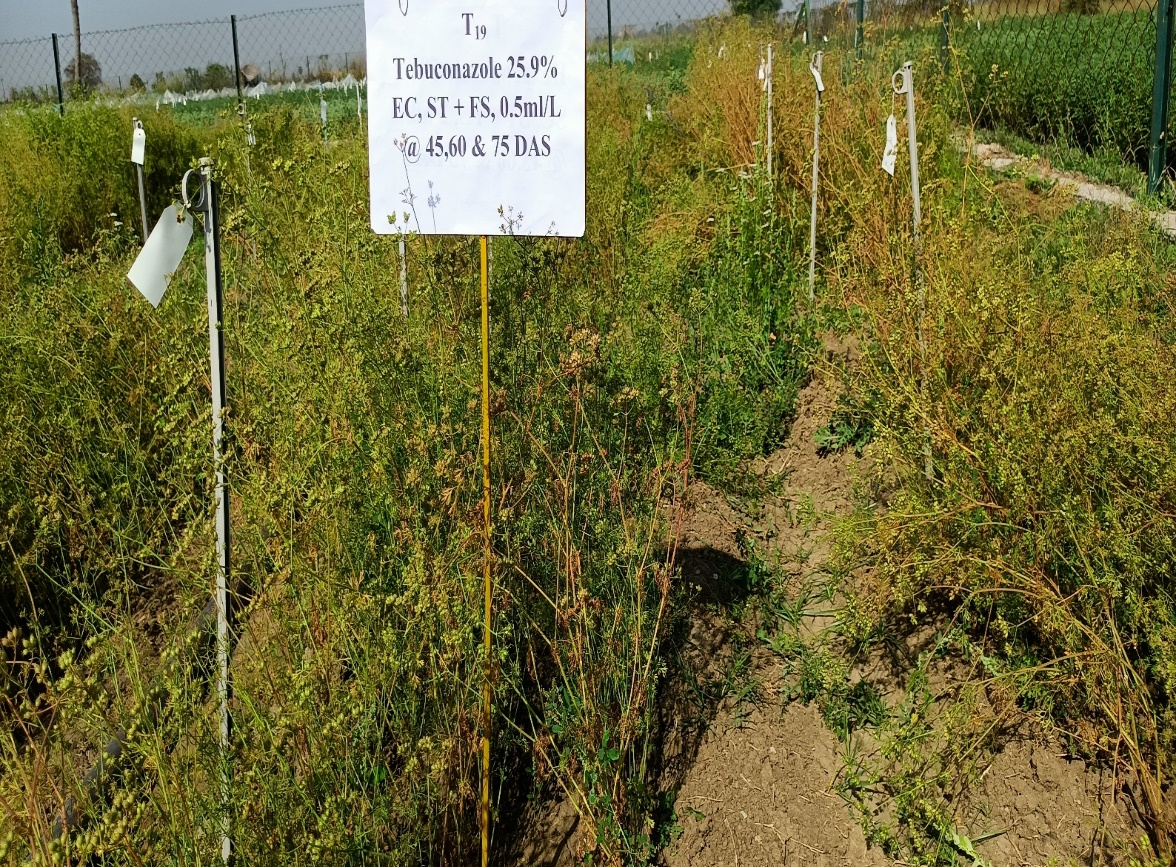 T19
Tebuconazole 25.9%
EC, ST + FS, 0.5ml/L
@ 45,60 & 75 DAS